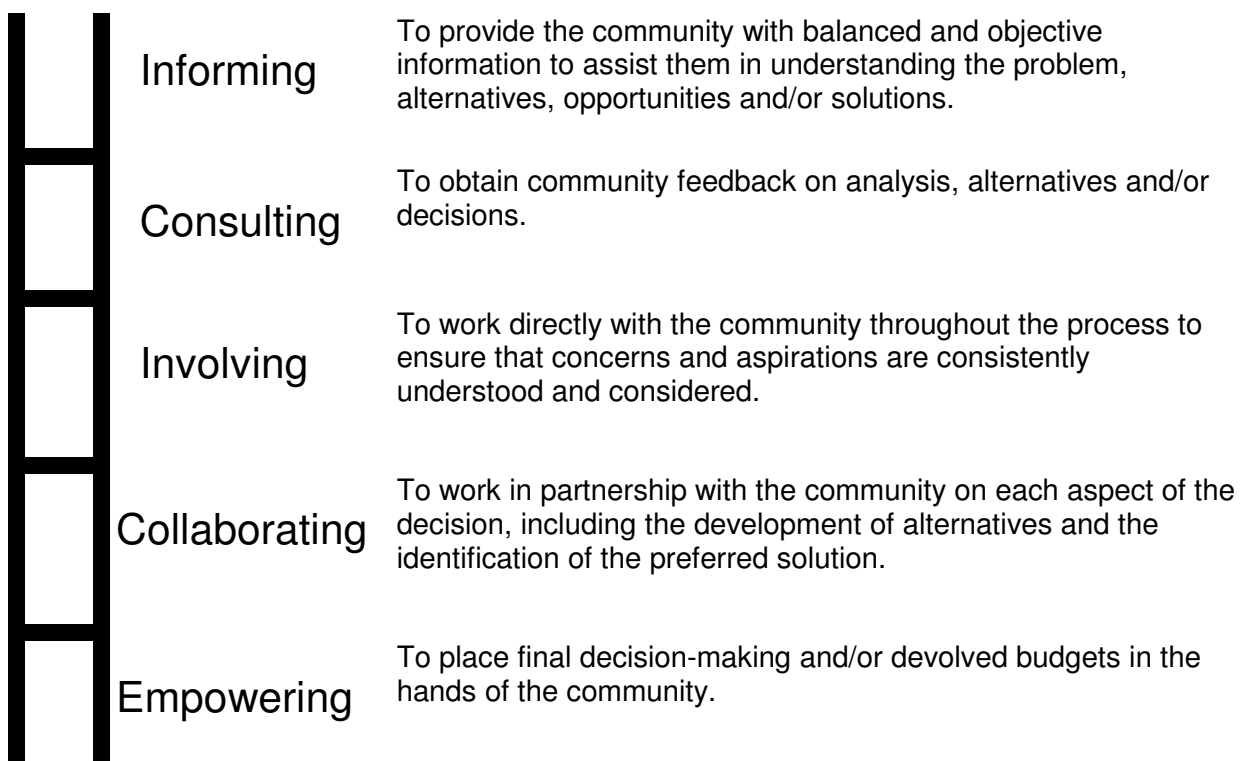 Informing
To provide the community with balanced and objective
information to assist them in understanding the problem,
alternatives, opportunities and/or solutions.
Consulting
To obtain community feedback on analysis, alternatives and/or
decisions.
Involving
To work directly with the community throughout the process to
ensure that concerns and aspirations are consistently
understood and considered.
Collaborating
To work in partnership with the community on each aspect of the
decision, including the development of alternatives and the
identification of the preferred solution.
Empowering
To place final decision-making and/or devolved budgets in the
hands of the community.